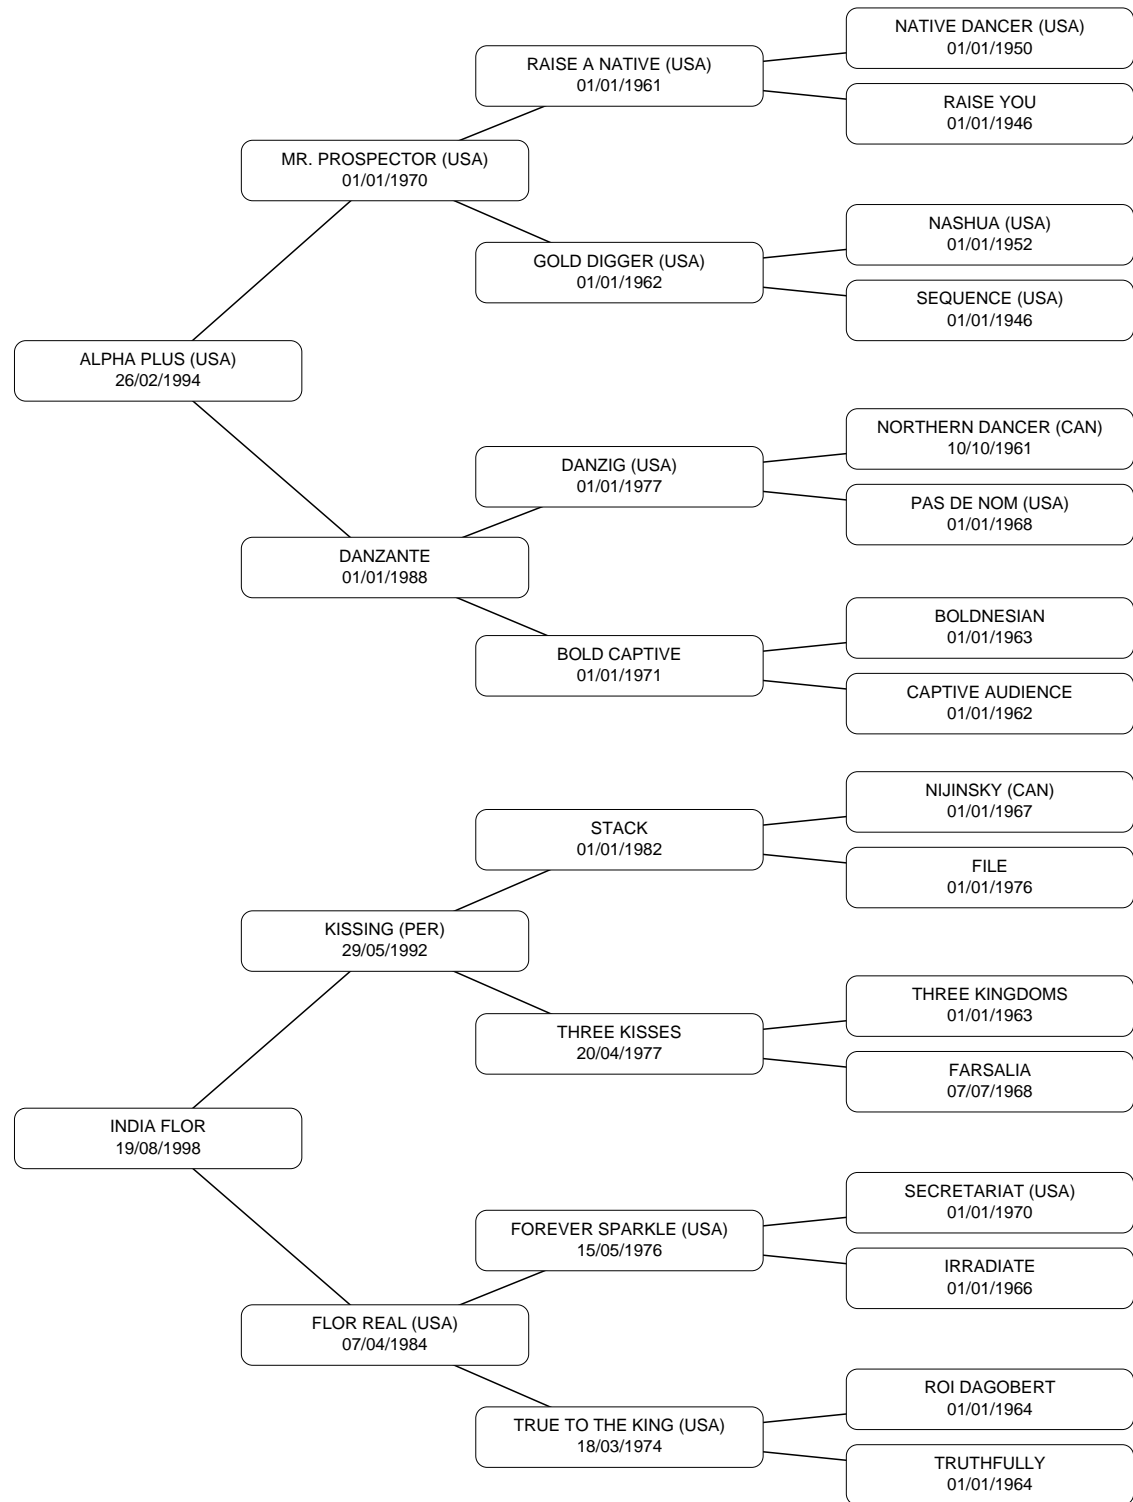 NATIVE DANCER (USA)
01/01/1950
RAISE A NATIVE (USA)
01/01/1961
RAISE YOU
01/01/1946
MR. PROSPECTOR (USA)
01/01/1970
NASHUA (USA)
01/01/1952
GOLD DIGGER (USA)
01/01/1962
SEQUENCE (USA)
01/01/1946
ALPHA PLUS (USA)
26/02/1994
NORTHERN DANCER (CAN)
10/10/1961
DANZIG (USA)
01/01/1977
PAS DE NOM (USA)
01/01/1968
DANZANTE
01/01/1988
BOLDNESIAN
01/01/1963
BOLD CAPTIVE
01/01/1971
CAPTIVE AUDIENCE
01/01/1962
NIJINSKY (CAN)
01/01/1967
STACK
01/01/1982
FILE
01/01/1976
KISSING (PER)
29/05/1992
THREE KINGDOMS
01/01/1963
THREE KISSES
20/04/1977
FARSALIA
07/07/1968
INDIA FLOR
19/08/1998
SECRETARIAT (USA)
01/01/1970
FOREVER SPARKLE (USA)
15/05/1976
IRRADIATE
01/01/1966
FLOR REAL (USA)
07/04/1984
ROI DAGOBERT
01/01/1964
TRUE TO THE KING (USA)
18/03/1974
TRUTHFULLY
01/01/1964